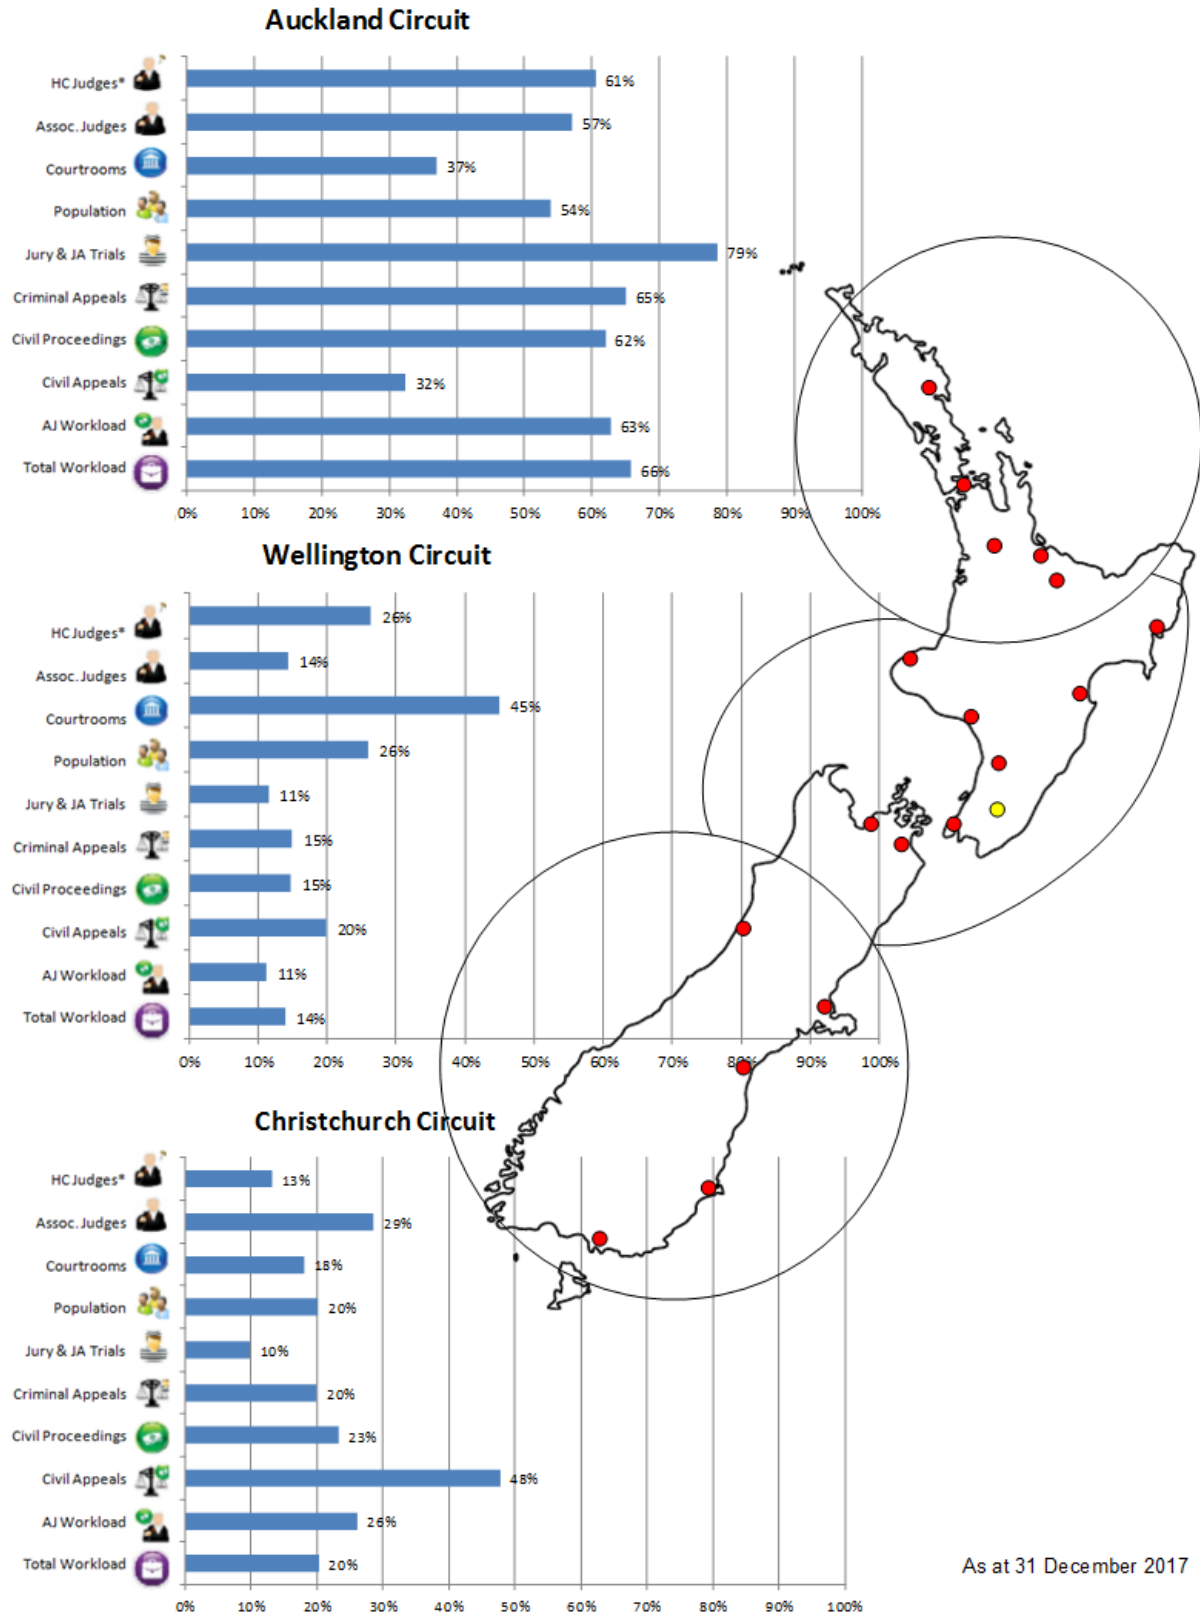 Auckland Circuit
HC Judges* 61%
Assoc. Judges 57%
Courtrooms 37%
Population 54%
Jury & JA Trials 79%
Criminal Appeals 65%
Civil Proceedings 62%
Civil Appeals 32%
AJ Workload 63%
Total Workload 66%
0% 10% 20% 30% 40% 50% 60% 70% 80% 90% 100%
Wellington Circuit
HC Judges* 26%
Assoc. Judges 14%
Courtrooms 45%
Population 26%
Jury & JA Trials 11%
Criminal Appeals 15%
Civil Proceedings 15%
Civil Appeals 20%
AJ Workload 11%
Total Workload 14%
0% 10% 20% 30% 40% 50% 60% 70% 80% 90% 100%
Christchurch Circuit
HC Judges* 13%
Assoc. Judges 29%
Courtrooms 18%
Population 20%
Jury & JA Trials 10%
Criminal Appeals 20%
Civil Proceedings 23%
Civil Appeals 48%
AJ Workload 26%
Total Workload 20%
0% 10% 20% 30% 40% 50% 60% 70% 80% 90% 100%
As at 31 December 2017